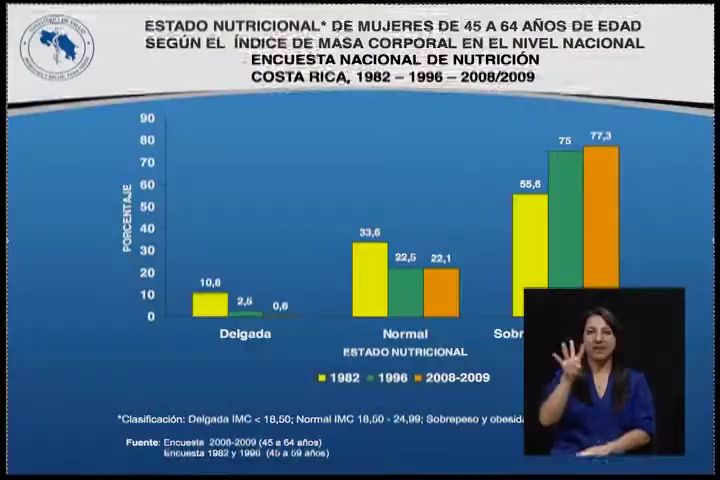 ESTADO NUTRICIONAL* DE MUJERES DE 45 A 64 AÑOS DE EDAD
SEGÚN EL ÍNDICE DE MASA CORPORAL EN EL NIVEL NACIONAL
ENCUESTA NACIONAL DE NUTRICIÓN
COSTA RICA, 1982 – 1996 – 2008/2009
90
80
70
60
50
40
30
20
10
0
PORCENTAJE
10,8
2,5
0,6
33,6
22,5
22,1
55,6
75
77,3
Delgada
Normal
Sobr
ESTADO NUTRICIONAL
1982
1996
2008-2009
*Clasificación: Delgada IMC < 18,50; Normal IMC 18,50 - 24,99; Sobrepeso y obesida
Fuente: Encuesta 2008-2009 (45 a 64 años)
Encuesta 1982 y 1996 (45 a 59 años)